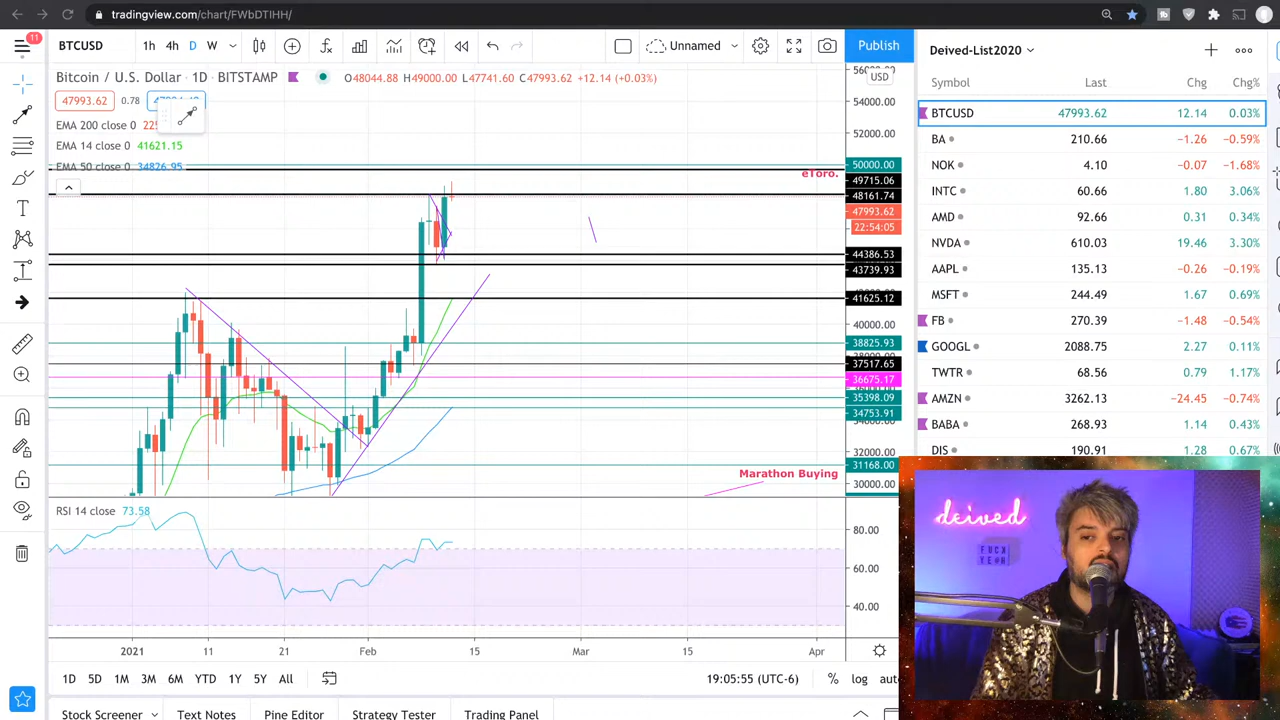 tradingview.com/chart/FWbDTIHH/
11
BTCUSD 1h 4h D W Unnamed Publish
Bitcoin / U.S. Dollar · 1D · BITSTAMP O48044.88 H49000.00 L47741.60 C47993.62 +12.14 (+0.03%)
47993.62 0.78
EMA 200 close 0
EMA 14 close 0 41621.15
EMA 50 close 0 34826.95
USD
54000.00
52000.00
50000.00
eToro.
49715.06
48161.74
47993.62
22:54:05
44386.53
43739.93
41625.12
40000.00
38825.93
37517.65
36675.17
35398.09
34753.91
32000.00
31168.00
Marathon Buying
30000.00
RSI 14 close 73.58
80.00
60.00
40.00
2021 11 21 Feb 15 Mar 15 Apr
1D 5D 1M 3M 6M YTD 1Y 5Y All 19:05:55 (UTC-6) % log auto
Stock Screener Text Notes Pine Editor Strategy Tester Trading Panel
Deived-List2020
Symbol Last Chg Chg%
BTCUSD 47993.62 12.14 0.03%
BA 210.66 −1.26 −0.59%
NOK 4.10 −0.07 −1.68%
INTC 60.66 1.80 3.06%
AMD 92.66 0.31 0.34%
NVDA 610.03 19.46 3.30%
AAPL 135.13 −0.26 −0.19%
MSFT 244.49 1.67 0.69%
FB 270.39 −1.48 −0.54%
GOOGL 2088.75 2.27 0.11%
TWTR 68.56 0.79 1.17%
AMZN 3262.13 −24.45 −0.74%
BABA 268.93 1.14 0.43%
DIS 190.91 1.28 0.67%
deived
FUCK
YEAH